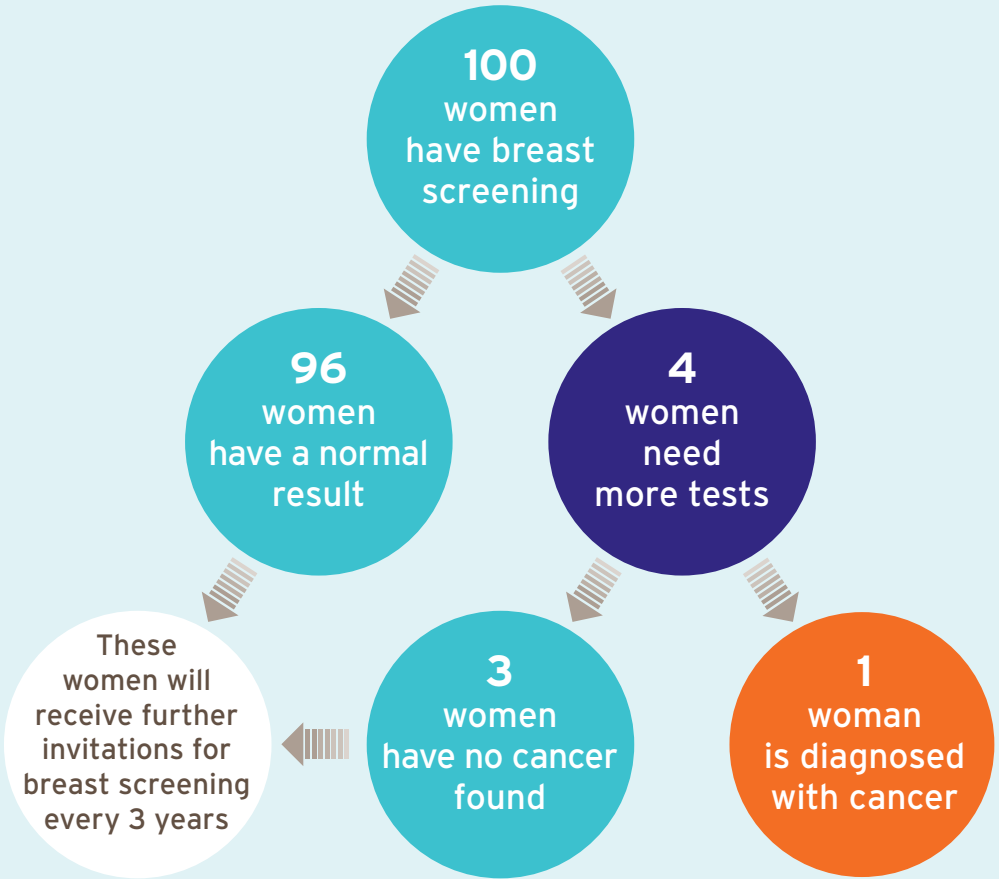 100
women
have breast
screening
96
women
have a normal
result
4
women
need
more tests
These
women will
receive further
invitations for
breast screening
every 3 years
3
women
have no cancer
found
1
woman
is diagnosed
with cancer